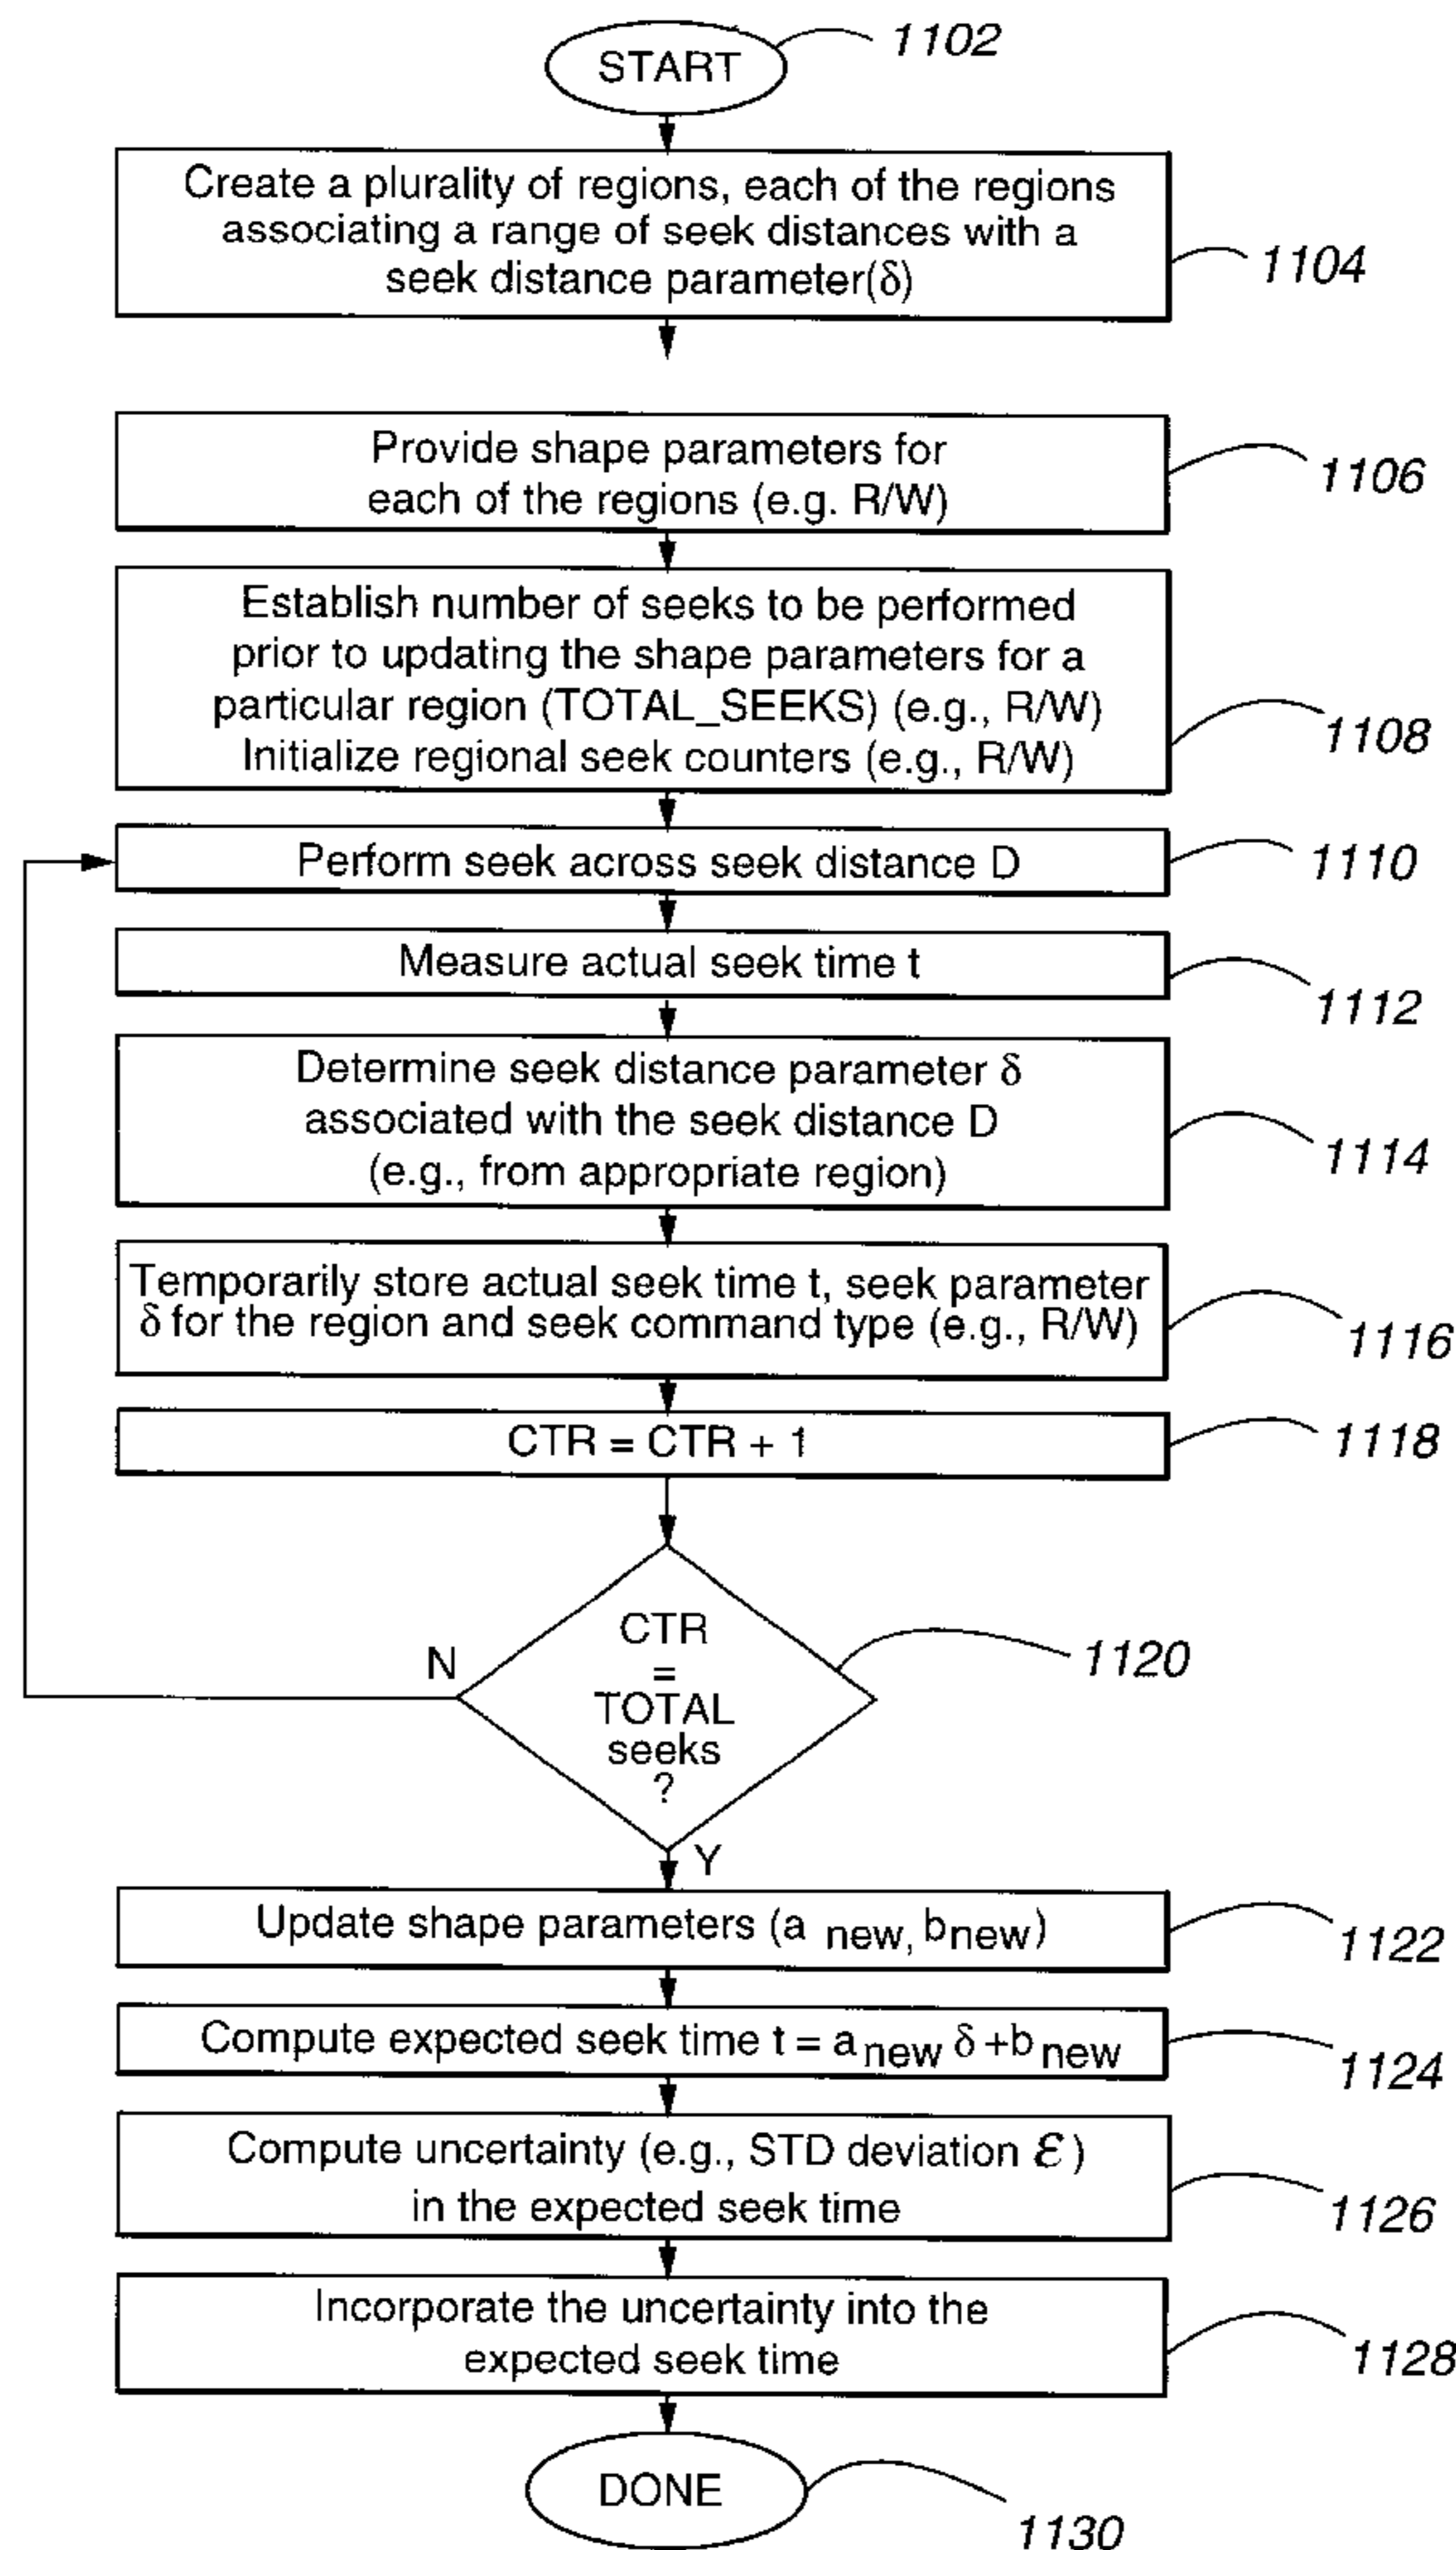 START
1102
Create a plurality of regions, each of the regions
associating a range of seek distances with a
seek distance parameter(δ)
1104
Provide shape parameters for
each of the regions (e.g. R/W)
1106
Establish number of seeks to be performed
prior to updating the shape parameters for a
particular region (TOTAL_SEEKS) (e.g., R/W)
Initialize regional seek counters (e.g., R/W)
1108
Perform seek across seek distance D
1110
Measure actual seek time t
1112
Determine seek distance parameter δ
associated with the seek distance D
(e.g., from appropriate region)
1114
Temporarily store actual seek time t, seek parameter
δ for the region and seek command type (e.g., R/W)
1116
CTR = CTR + 1
1118
CTR
=
TOTAL
seeks
?
N
1120
Y
Update shape parameters (a new, bnew)
1122
Compute expected seek time t = a new δ +b new
1124
Compute uncertainty (e.g., STD deviation ℰ)
in the expected seek time
1126
Incorporate the uncertainty into the
expected seek time
1128
DONE
1130